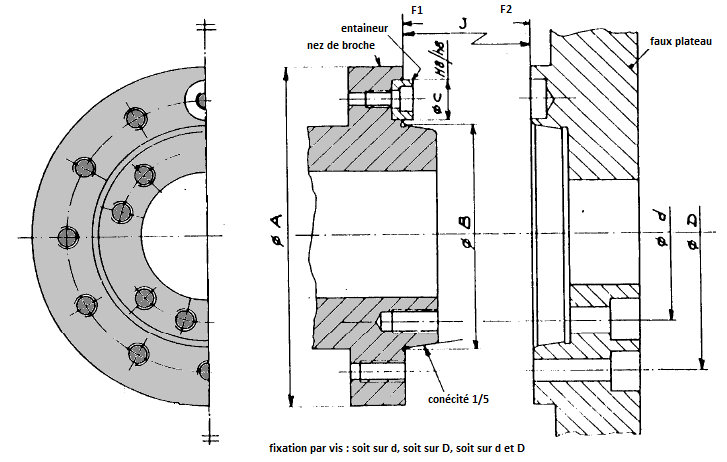 F1
F2
J
entaineur
nez de broche
faux plateau
H8/h8
ø C
ø A
ø B
ø d
ø D
conécité 1/5
fixation par vis : soit sur d, soit sur D, soit sur d et D